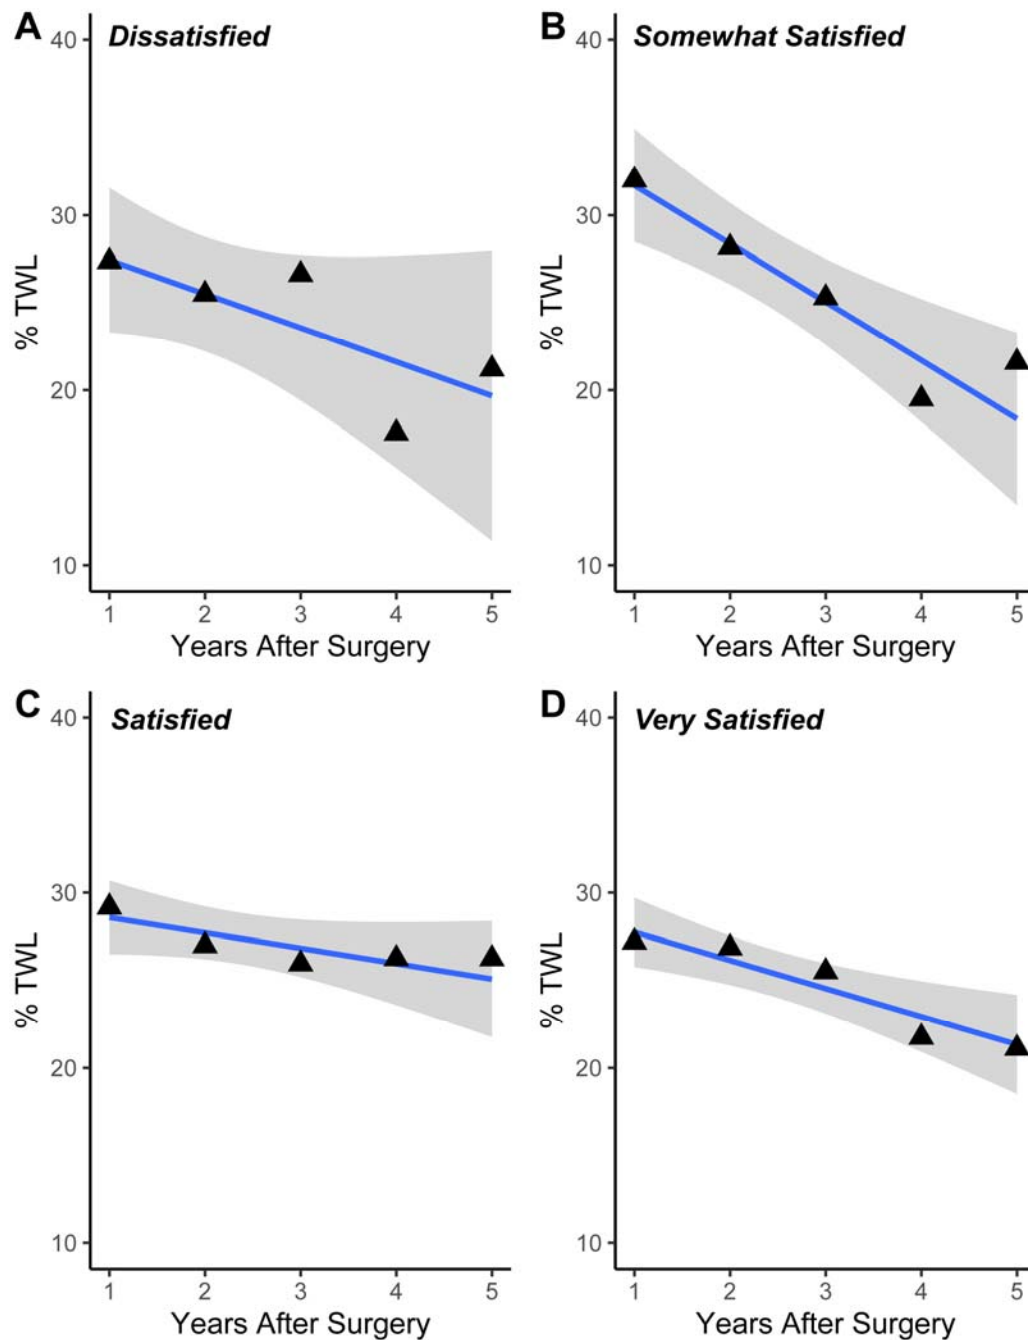 A Dissatisfied
40
30
20
10
% TWL
1 2 3 4 5
Years After Surgery
B Somewhat Satisfied
40
30
20
10
% TWL
1 2 3 4 5
Years After Surgery
C Satisfied
40
30
20
10
% TWL
1 2 3 4 5
Years After Surgery
D Very Satisfied
40
30
20
10
% TWL
1 2 3 4 5
Years After Surgery